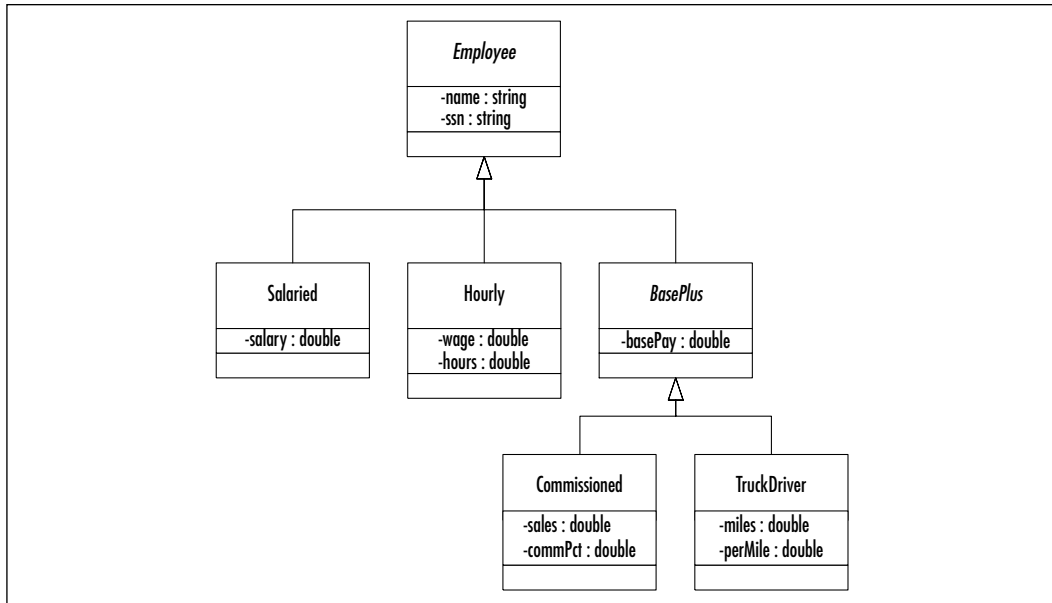 Employee
-name : string
-ssn : string
Salaried
-salary : double
Hourly
-wage : double
-hours : double
BasePlus
-basePay : double
Commissioned
-sales : double
-commPct : double
TruckDriver
-miles : double
-perMile : double